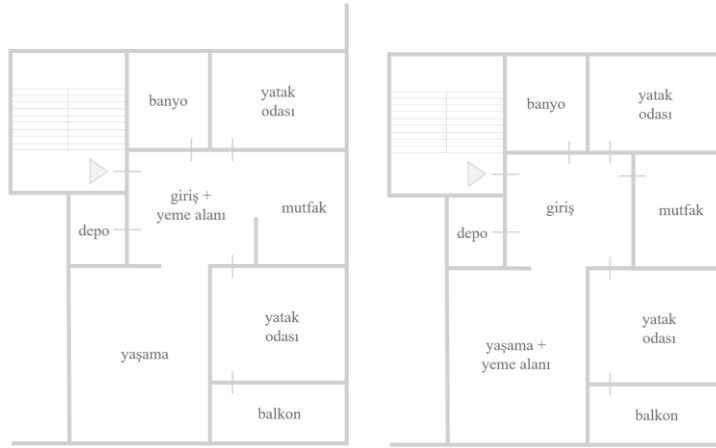 banyo
yatak
odası
giriş +
yeme alanı
mutfak
depo
yaşama
yatak
odası
balkon
banyo
yatak
odası
giriş
mutfak
depo
yaşama +
yeme alanı
yatak
odası
balkon